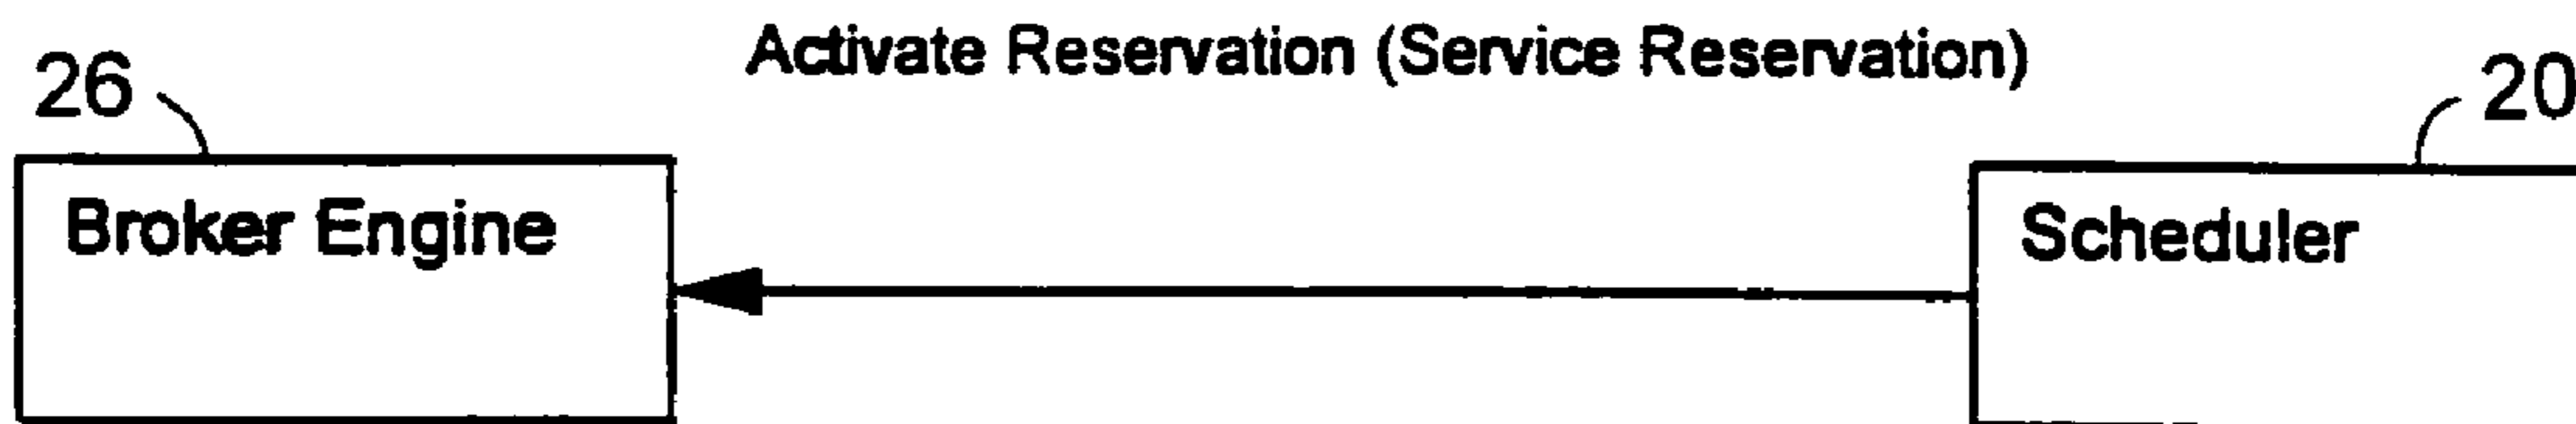 Activate Reservation (Service Reservation)
26
20
Broker Engine
Scheduler